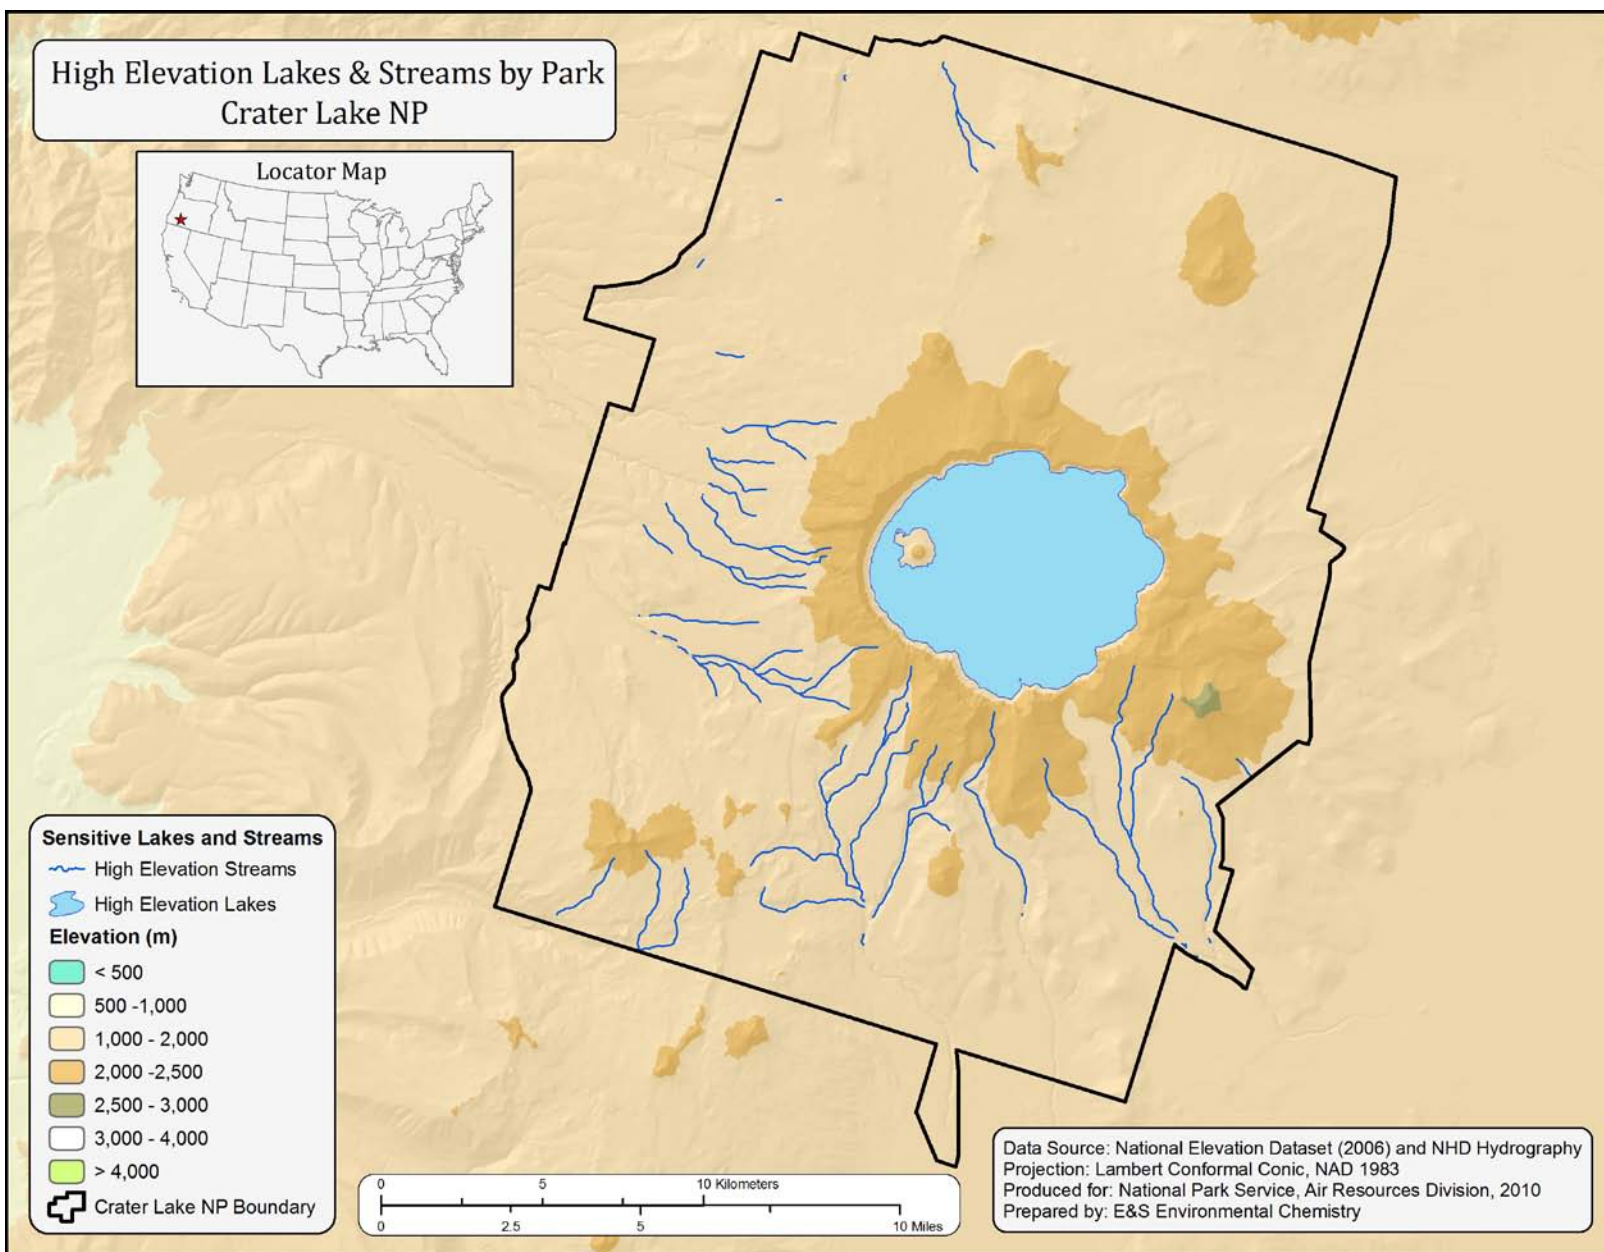 High Elevation Lakes & Streams by Park
Crater Lake NP
Locator Map
Sensitive Lakes and Streams
High Elevation Streams
High Elevation Lakes
Elevation (m)
< 500
500 -1,000
1,000 - 2,000
2,000 -2,500
2,500 - 3,000
3,000 - 4,000
> 4,000
Crater Lake NP Boundary
0 5 10 Kilometers
0 2.5 5 10 Miles
Data Source: National Elevation Dataset (2006) and NHD Hydrography
Projection: Lambert Conformal Conic, NAD 1983
Produced for: National Park Service, Air Resources Division, 2010
Prepared by: E&S Environmental Chemistry